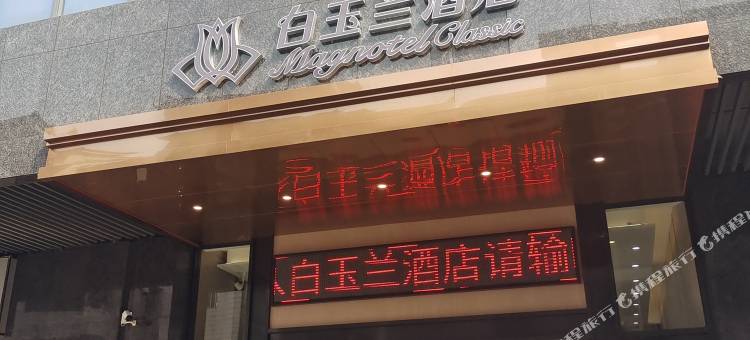 白玉兰酒店
Magnotel Classic
白玉兰酒店请输
携程旅行
携程旅行